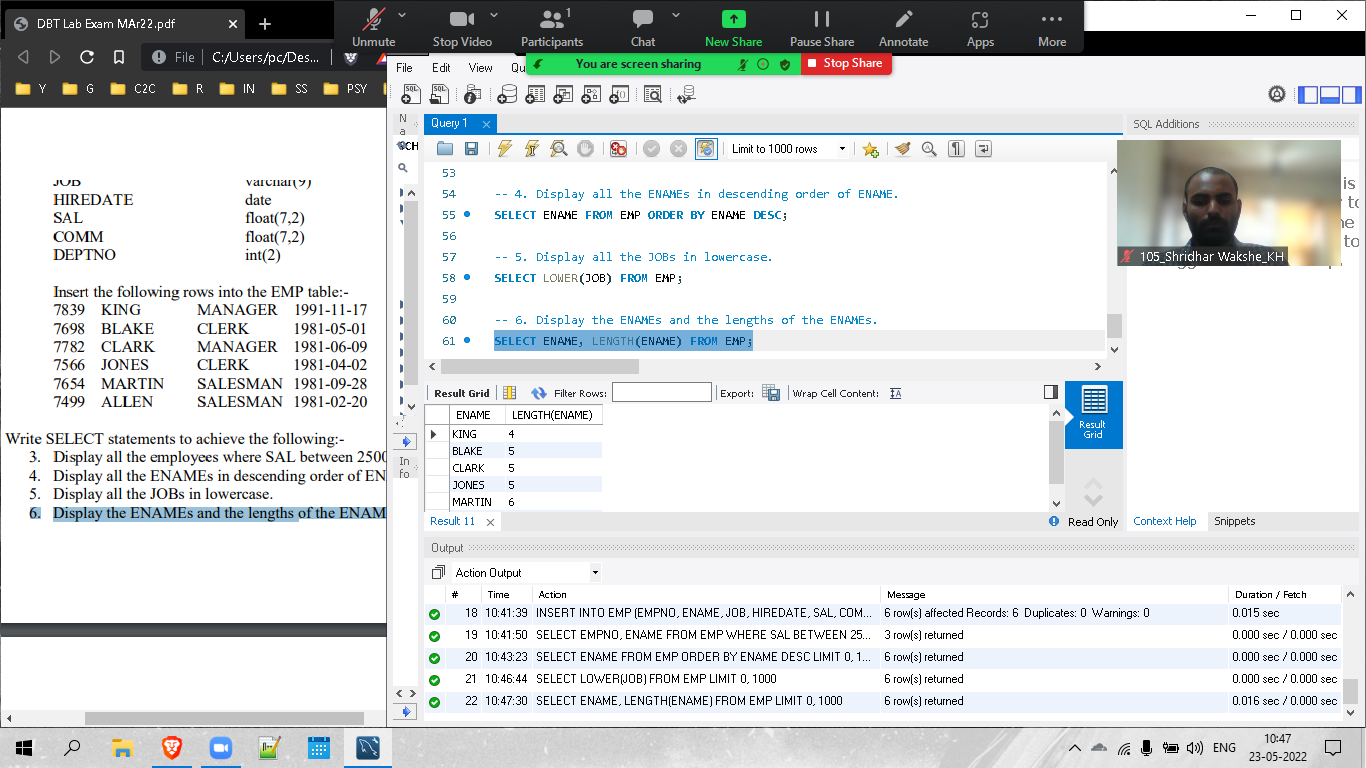 DBT Lab Exam MAr22.pdf
Unmute
Stop Video
Participants
1
Chat
New Share
Pause Share
Annotate
Apps
More
You are screen sharing
Stop Share
File
C:/Users/pc/Des...
Y
G
C2C
R
IN
SS
PSY
File Edit View Qu
JOB varchar(9)
HIREDATE date
SAL float(7,2)
COMM float(7,2)
DEPTNO int(2)
Insert the following rows into the EMP table:-
7839 KING MANAGER 1991-11-17
7698 BLAKE CLERK 1981-05-01
7782 CLARK MANAGER 1981-06-09
7566 JONES CLERK 1981-04-02
7654 MARTIN SALESMAN 1981-09-28
7499 ALLEN SALESMAN 1981-02-20
Write SELECT statements to achieve the following:-
3. Display all the employees where SAL between 2500
4. Display all the ENAMEs in descending order of EN
5. Display all the JOBs in lowercase.
6. Display the ENAMEs and the lengths of the ENAM
Na
CH
In
fo
Query 1
Limit to 1000 rows
53
54 -- 4. Display all the ENAMEs in descending order of ENAME.
55 SELECT ENAME FROM EMP ORDER BY ENAME DESC;
56
57 -- 5. Display all the JOBs in lowercase.
58 SELECT LOWER(JOB) FROM EMP;
59
60 -- 6. Display the ENAMEs and the lengths of the ENAMEs.
61 SELECT ENAME, LENGTH(ENAME) FROM EMP;
Result Grid Filter Rows: Export: Wrap Cell Content:
ENAME LENGTH(ENAME)
KING 4
BLAKE 5
CLARK 5
JONES 5
MARTIN 6
Result Grid
Result 11
Read Only
SQL Additions
is
to
to
105_Shridhar Wakshe_KH
Context Help Snippets
Output
Action Output
# Time Action Message Duration / Fetch
18 10:41:39 INSERT INTO EMP (EMPNO, ENAME, JOB, HIREDATE, SAL, COM... 6 row(s) affected Records: 6 Duplicates: 0 Warnings: 0 0.015 sec
19 10:41:50 SELECT EMPNO, ENAME FROM EMP WHERE SAL BETWEEN 25... 3 row(s) returned 0.000 sec / 0.000 sec
20 10:43:23 SELECT ENAME FROM EMP ORDER BY ENAME DESC LIMIT 0, 1... 6 row(s) returned 0.000 sec / 0.000 sec
21 10:46:44 SELECT LOWER(JOB) FROM EMP LIMIT 0, 1000 6 row(s) returned 0.000 sec / 0.000 sec
22 10:47:30 SELECT ENAME, LENGTH(ENAME) FROM EMP LIMIT 0, 1000 6 row(s) returned 0.016 sec / 0.000 sec
ENG
10:47
23-05-2022